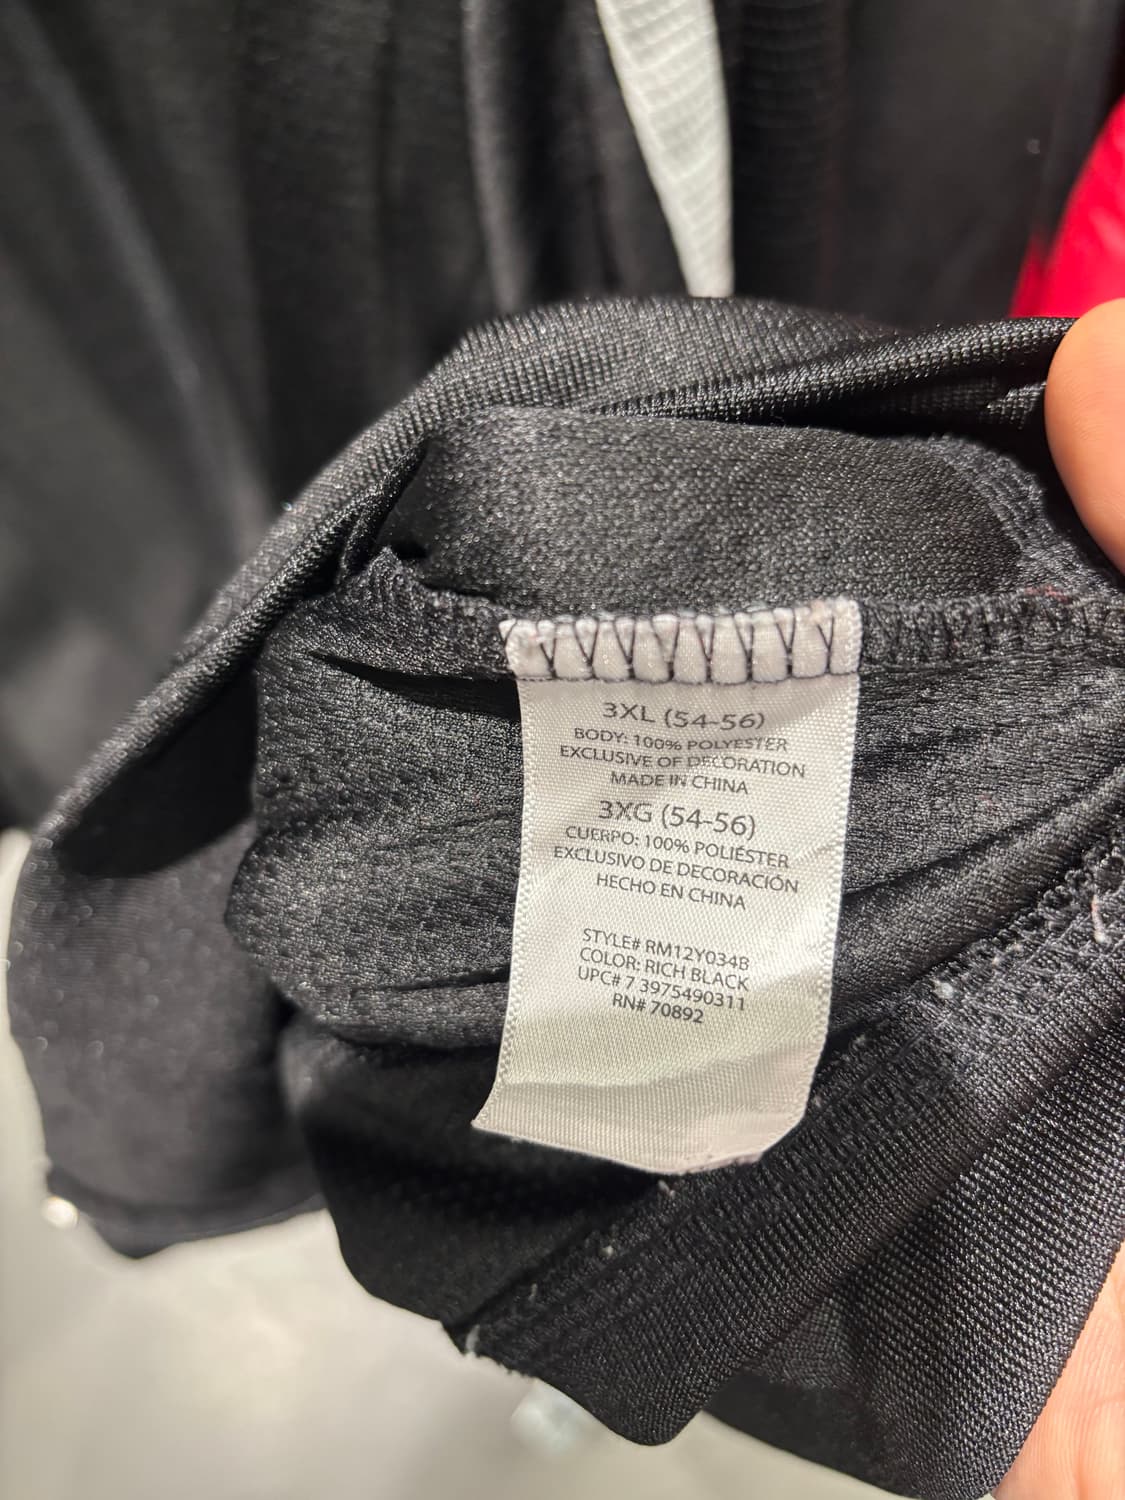 3XL (54-56)
BODY: 100% POLYESTER
EXCLUSIVE OF DECORATION
MADE IN CHINA
3XG (54-56)
CUERPO: 100% POLIÉSTER
EXCLUSIVO DE DECORACIÓN
HECHO EN CHINA
STYLE# RM12Y034B
COLOR: RICH BLACK
UPC# 7 3975490311
RN# 70892